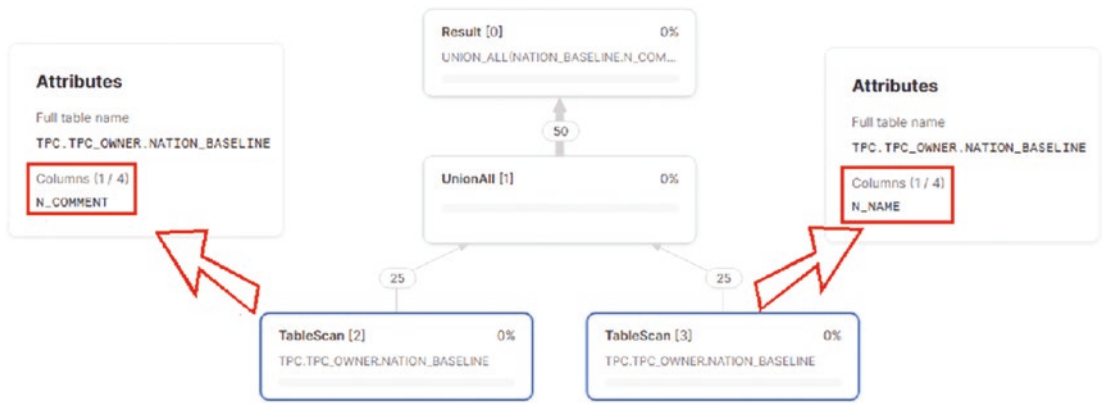 Result [0] 0%
UNION_ALL(NATION_BASELINE.N_COM...
Attributes
Full table name
TPC.TPC_OWNER.NATION_BASELINE
Columns (1 / 4)
N_COMMENT
Attributes
Full table name
TPC.TPC_OWNER.NATION_BASELINE
Columns (1 / 4)
N_NAME
50
UnionAll [1] 0%
25
25
TableScan [2] 0%
TPC.TPC_OWNER.NATION_BASELINE
TableScan [3] 0%
TPC.TPC_OWNER.NATION_BASELINE